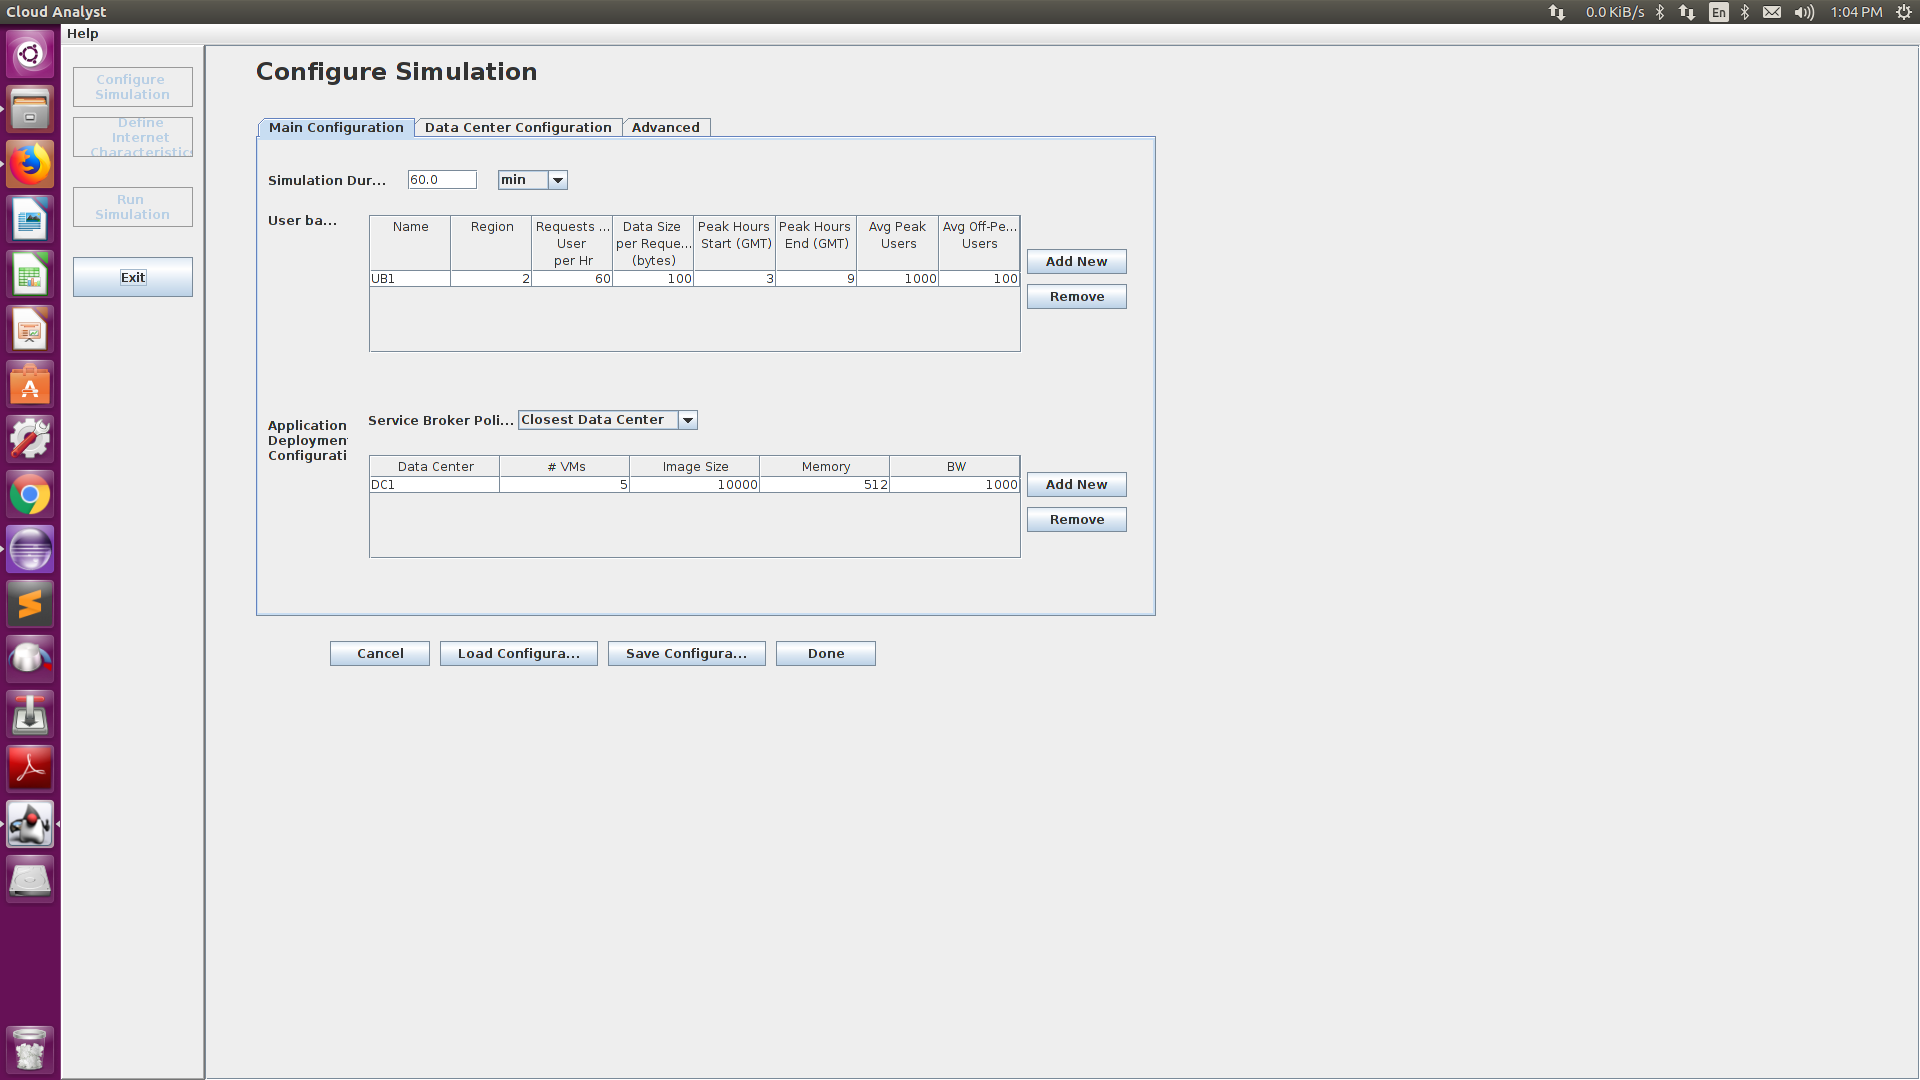 Cloud Analyst
0.0 KiB/s
En
1:04 PM
Help
Configure
Simulation
Define
Internet
Characteristics
Run
Simulation
Exit
Configure Simulation
Main Configuration
Data Center Configuration
Advanced
Simulation Dur...
60.0
min
User ba...
Name
Region
Requests ...
User
per Hr
Data Size
per Reque...
(bytes)
Peak Hours
Start (GMT)
Peak Hours
End (GMT)
Avg Peak
Users
Avg Off-Pe...
Users
UB1 2 60 100 3 9 1000 100
Add New
Remove
Application
Deploymen
Configurati
Service Broker Poli...
Closest Data Center
Data Center # VMs Image Size Memory BW
DC1 5 10000 512 1000
Add New
Remove
Cancel
Load Configura...
Save Configura...
Done